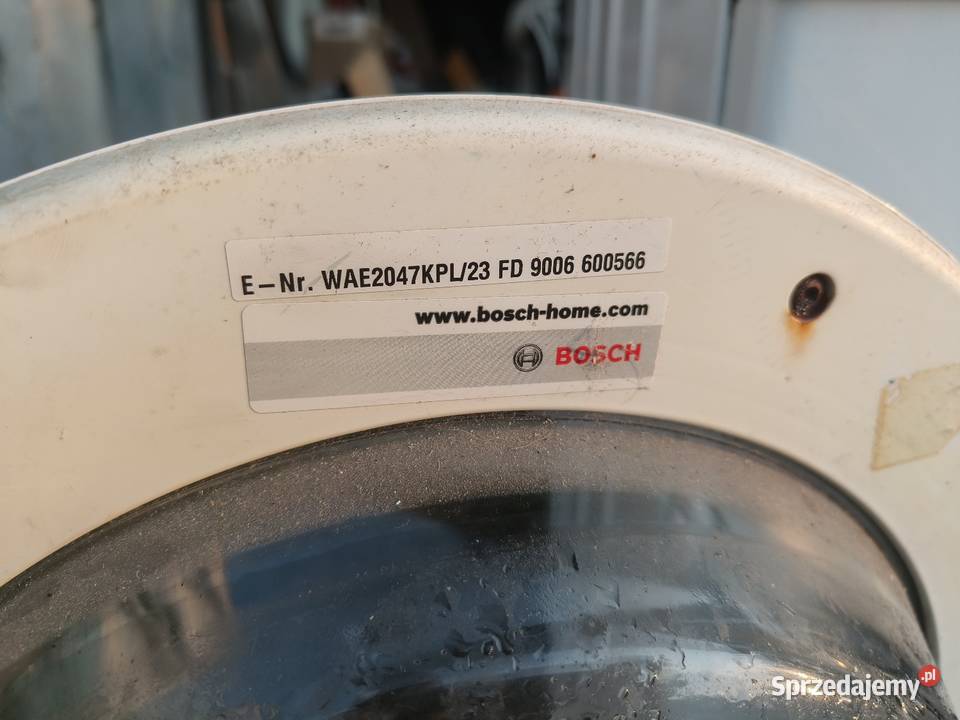 E-Nr. WAE2047KPL/23 FD 9006 600566
www.bosch-home.com
BOSCH
Sprzedajemy.pl